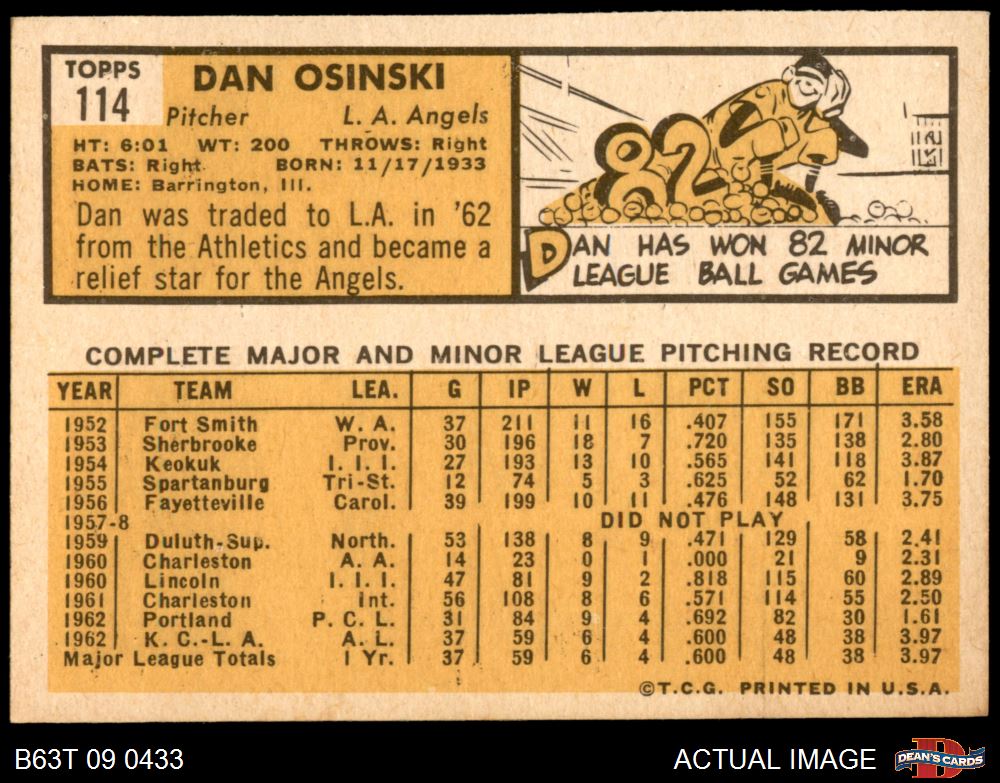 TOPPS
114
DAN OSINSKI
Pitcher L. A. Angels
HT: 6:01 WT: 200 THROWS: Right
BATS: Right BORN: 11/17/1933
HOME: Barrington, Ill.
Dan was traded to L.A. in '62
from the Athletics and became a
relief star for the Angels.
82
DAN HAS WON 82 MINOR
LEAGUE BALL GAMES
COMPLETE MAJOR AND MINOR LEAGUE PITCHING RECORD
YEAR TEAM LEA. G IP W L PCT SO BB ERA
1952 Fort Smith W. A. 37 211 11 16 .407 155 171 3.58
1953 Sherbrooke Prov. 30 196 18 7 .720 135 138 2.80
1954 Keokuk I. I. I. 27 193 13 10 .565 141 118 3.87
1955 Spartanburg Tri-St. 12 74 5 3 .625 52 62 1.70
1956 Fayetteville Carol. 39 199 10 11 .476 148 131 3.75
1957-8 DID NOT PLAY
1959 Duluth-Sup. North. 53 138 8 9 .471 129 58 2.41
1960 Charleston A. A. 14 23 0 1 .000 21 9 2.31
1960 Lincoln I. I. I. 47 81 9 2 .818 115 60 2.89
1961 Charleston Int. 56 108 8 6 .571 114 55 2.50
1962 Portland P. C. L. 31 84 9 4 .692 82 30 1.61
1962 K. C.-L. A. A. L. 37 59 6 4 .600 48 38 3.97
Major League Totals 1 Yr. 37 59 6 4 .600 48 38 3.97
©T.C.G. PRINTED IN U.S.A.
B63T 09 0433 ACTUAL IMAGE
D
DEAN'S CARDS